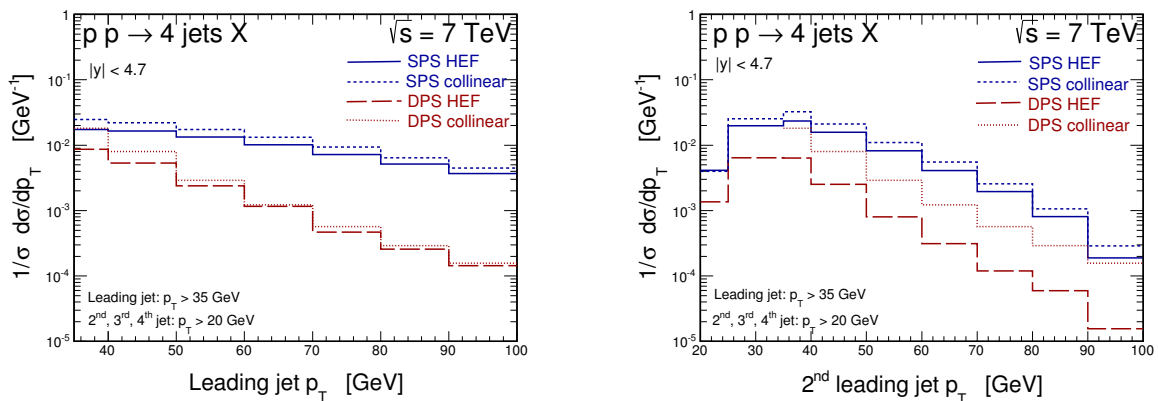 p p → 4 jets X √s = 7 TeV
|y| < 4.7
SPS HEF
SPS collinear
DPS HEF
DPS collinear
1/σ dσ/dp_T [GeV^-1]
1
10^-1
10^-2
10^-3
10^-4
10^-5
Leading jet: p_T > 35 GeV
2^nd, 3^rd, 4^th jet: p_T > 20 GeV
40 50 60 70 80 90 100
Leading jet p_T [GeV]
p p → 4 jets X √s = 7 TeV
|y| < 4.7
SPS HEF
SPS collinear
DPS HEF
DPS collinear
1/σ dσ/dp_T [GeV^-1]
1
10^-1
10^-2
10^-3
10^-4
10^-5
Leading jet: p_T > 35 GeV
2^nd, 3^rd, 4^th jet: p_T > 20 GeV
20 30 40 50 60 70 80 90 100
2^nd leading jet p_T [GeV]